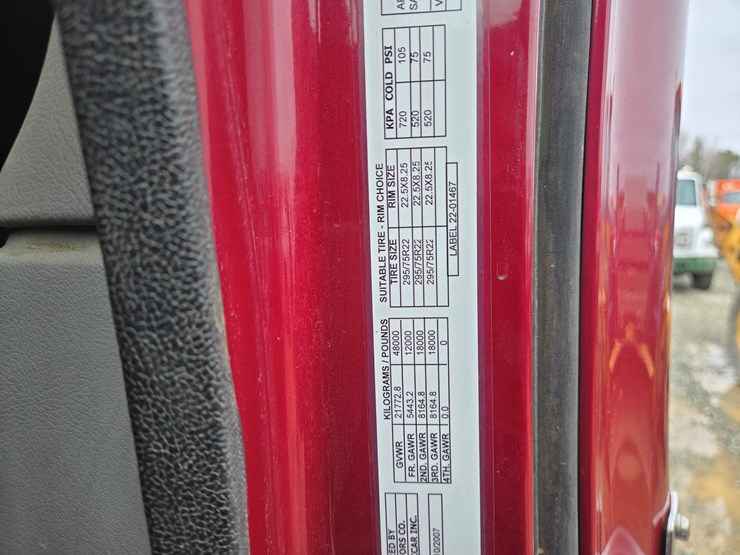 ED BY
ORS CO.
CAR INC.
0/2007
KILOGRAMS / POUNDS
GVWR 21772.8 48000
FR. GAWR 5443.2 12000
2ND. GAWR 8164.8 18000
3RD. GAWR 8164.8 18000
4TH. GAWR 0.0 0
SUITABLE TIRE - RIM CHOICE
TIRE SIZE RIM SIZE
295/75R22 22.5X8.25
295/75R22 22.5X8.25
295/75R22 22.5X8.25
LABEL 22-01467
KPA COLD PSI
720 105
520 75
520 75